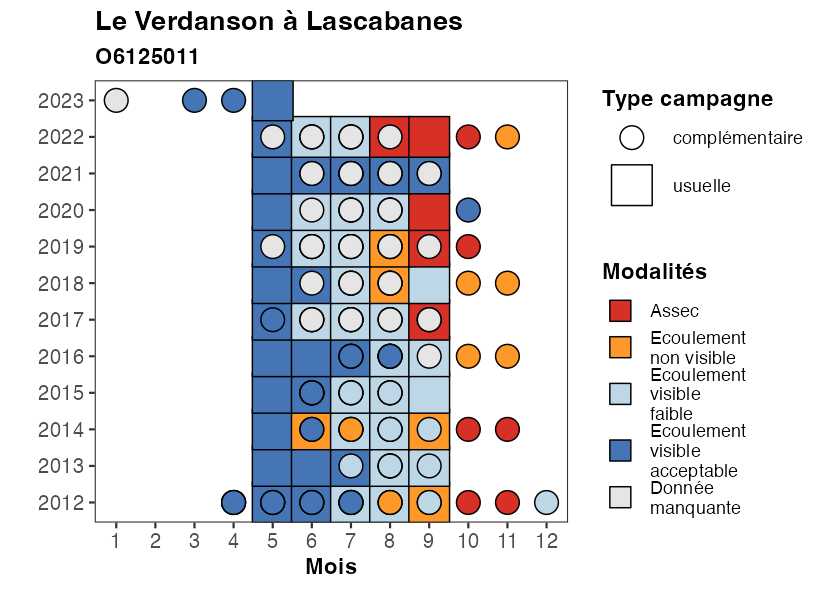 Le Verdanson à Lascabanes
O6125011
2023
2022
2021
2020
2019
2018
2017
2016
2015
2014
2013
2012
1 2 3 4 5 6 7 8 9 10 11 12
Mois
Type campagne
complémentaire
usuelle
Modalités
Assec
Ecoulement
non visible
Ecoulement
visible
faible
Ecoulement
visible
acceptable
Donnée
manquante